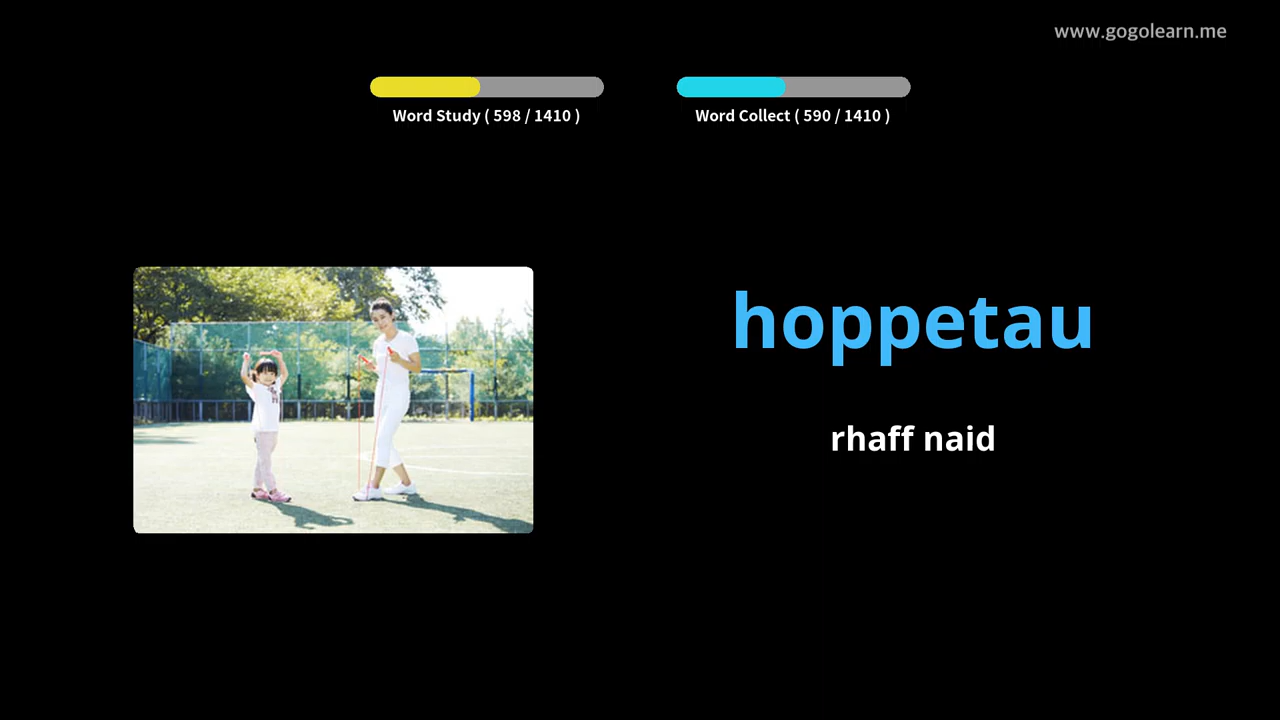 www.gogolearn.me
Word Study ( 598 / 1410 )
Word Collect ( 590 / 1410 )
hoppetau
rhaff naid